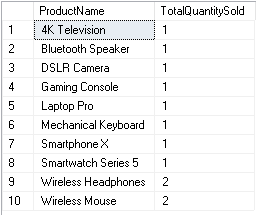 ProductName TotalQuantitySold
1 4K Television 1
2 Bluetooth Speaker 1
3 DSLR Camera 1
4 Gaming Console 1
5 Laptop Pro 1
6 Mechanical Keyboard 1
7 Smartphone X 1
8 Smartwatch Series 5 1
9 Wireless Headphones 2
10 Wireless Mouse 2